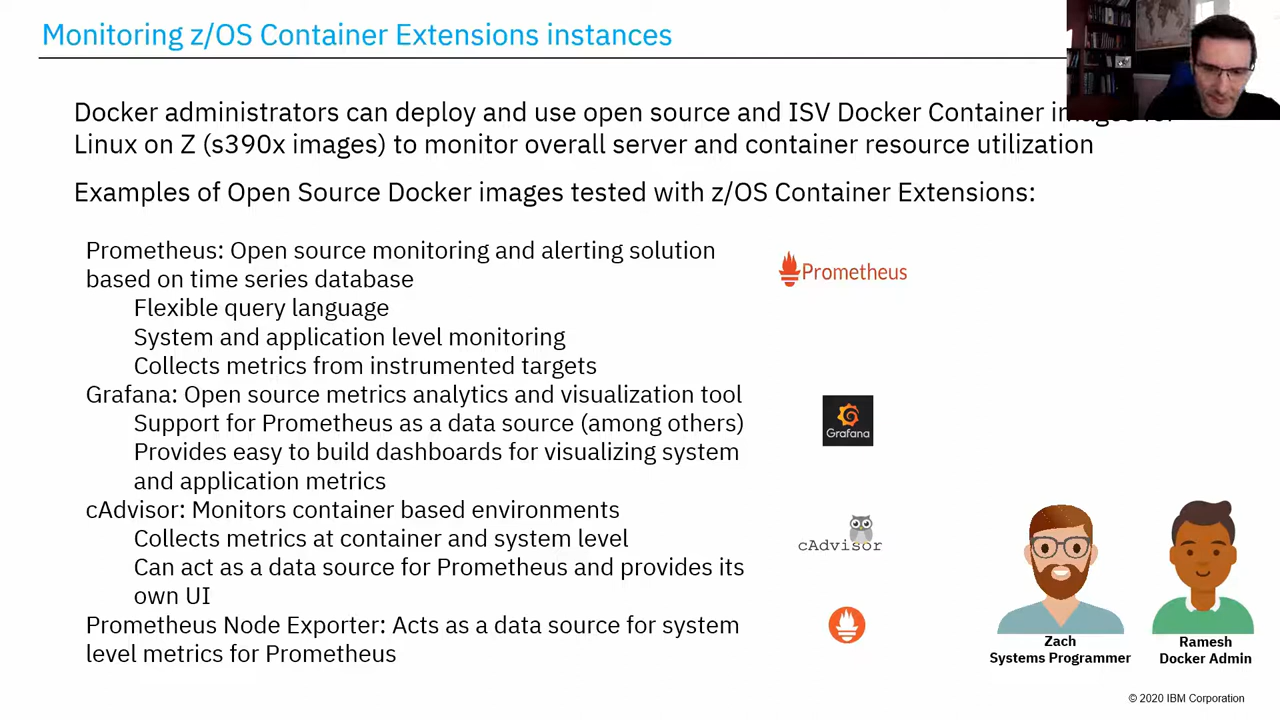 Monitoring z/OS Container Extensions instances
Docker administrators can deploy and use open source and ISV Docker Container images for
Linux on Z (s390x images) to monitor overall server and container resource utilization
Examples of Open Source Docker images tested with z/OS Container Extensions:
Prometheus: Open source monitoring and alerting solution
based on time series database
Flexible query language
System and application level monitoring
Collects metrics from instrumented targets
Grafana: Open source metrics analytics and visualization tool
Support for Prometheus as a data source (among others)
Provides easy to build dashboards for visualizing system
and application metrics
cAdvisor: Monitors container based environments
Collects metrics at container and system level
Can act as a data source for Prometheus and provides its
own UI
Prometheus Node Exporter: Acts as a data source for system
level metrics for Prometheus
Prometheus
Grafana
cAdvisor
Zach
Systems Programmer
Ramesh
Docker Admin
© 2020 IBM Corporation